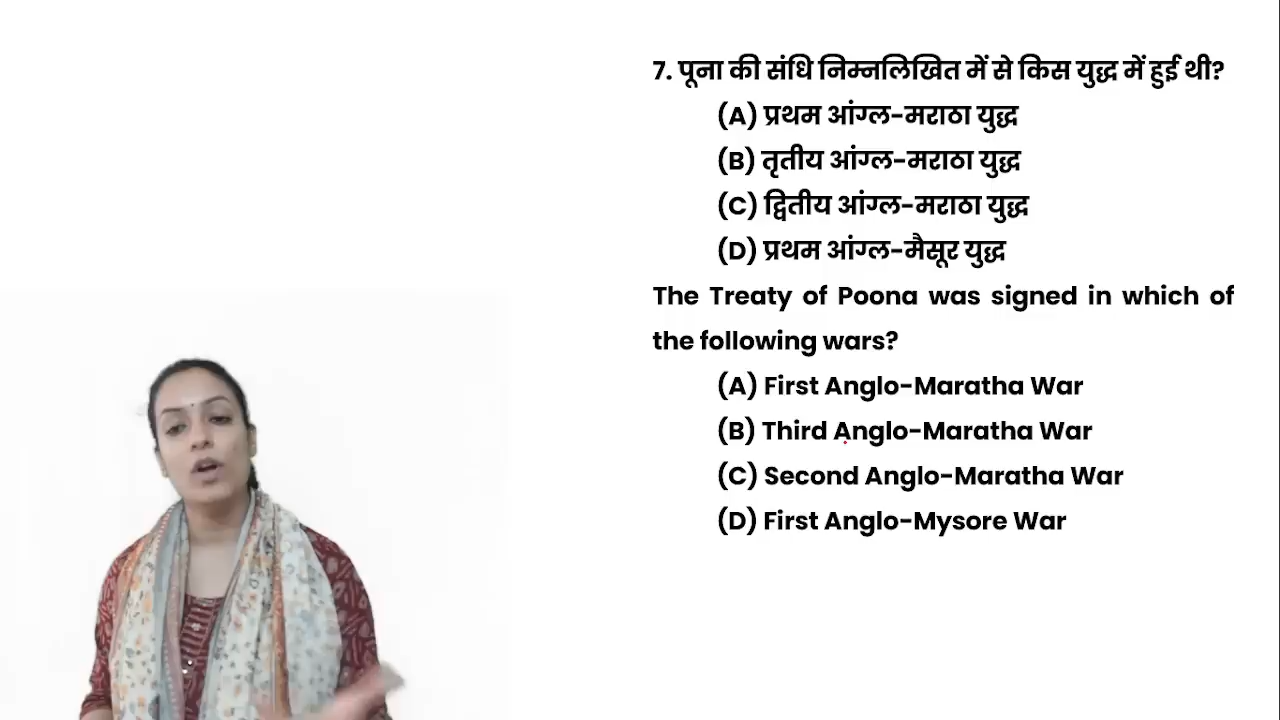 7. पूना की संधि निम्नलिखित में से किस युद्ध में हुई थी?
(A) प्रथम आंग्ल-मराठा युद्ध
(B) तृतीय आंग्ल-मराठा युद्ध
(C) द्वितीय आंग्ल-मराठा युद्ध
(D) प्रथम आंग्ल-मैसूर युद्ध
The Treaty of Poona was signed in which of
the following wars?
(A) First Anglo-Maratha War
(B) Third Anglo-Maratha War
(C) Second Anglo-Maratha War
(D) First Anglo-Mysore War